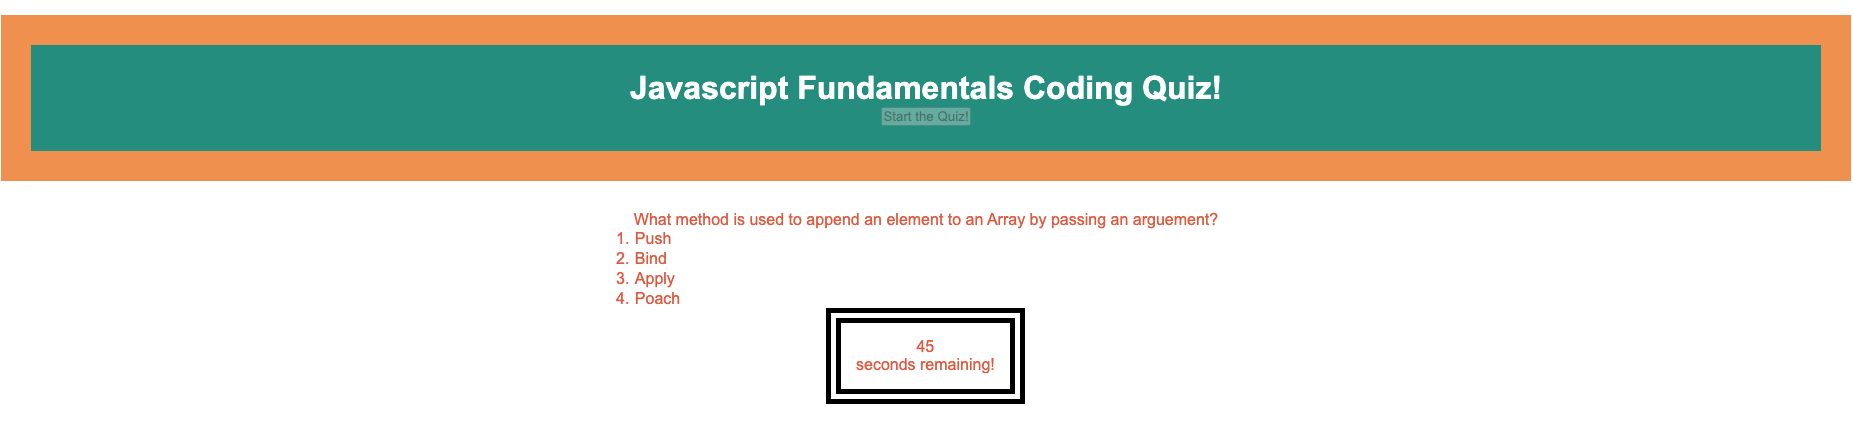 Javascript Fundamentals Coding Quiz!
Start the Quiz!
What method is used to append an element to an Array by passing an arguement?
1. Push
2. Bind
3. Apply
4. Poach
45
seconds remaining!